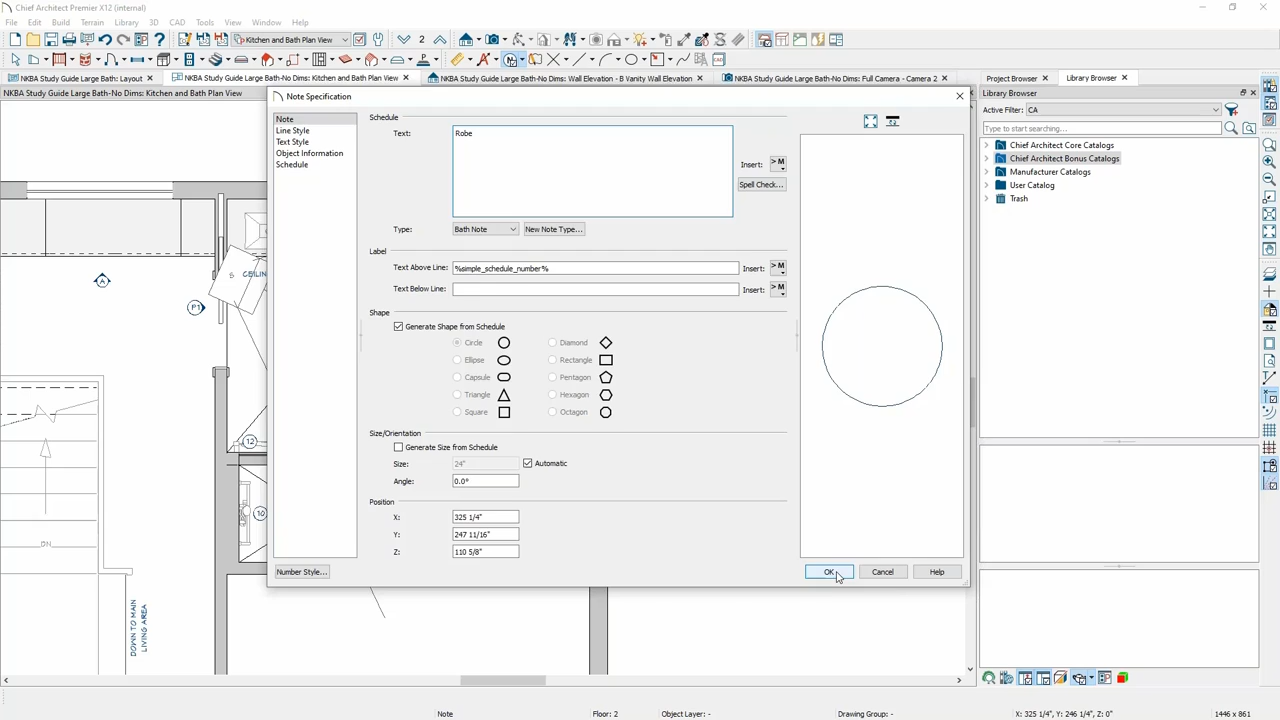 Chief Architect Premier X12 (internal)
File Edit Build Terrain Library 3D CAD Tools View Window Help
Kitchen and Bath Plan View 2
NKBA Study Guide Large Bath: Layout NKBA Study Guide Large Bath-No Dims: Kitchen and Bath Plan View NKBA Study Guide Large Bath-No Dims: Wall Elevation - B Vanity Wall Elevation NKBA Study Guide Large Bath-No Dims: Full Camera - Camera 2 Project Browser Library Browser
NKBA Study Guide Large Bath-No Dims: Kitchen and Bath Plan View
Note Specification
Library Browser
Active Filter: CA
Type to start searching...
Chief Architect Core Catalogs
Chief Architect Bonus Catalogs
Manufacturer Catalogs
User Catalog
Trash
Note
Line Style
Text Style
Object Information
Schedule
Schedule
Text: Robe
Insert: > M
Spell Check...
Type: Bath Note New Note Type...
Label
Text Above Line: %simple_schedule_number% Insert: > M
Text Below Line: Insert: > M
Shape
Generate Shape from Schedule
Circle Diamond
Ellipse Rectangle
Capsule Pentagon
Triangle Hexagon
Square Octagon
Size/Orientation
Generate Size from Schedule
Size: 24" Automatic
Angle: 0.0°
Position
X: 325 1/4"
Y: 247 11/16"
Z: 110 5/8"
Number Style... OK Cancel Help
A
S CEILIN
P1
12
10
DN
DOWN TO MAIN
LIVING AREA
Note Floor: 2 Object Layer: - Drawing Group: - X: 325 1/4", Y: 246 1/4", Z: 0" 1446 x 861